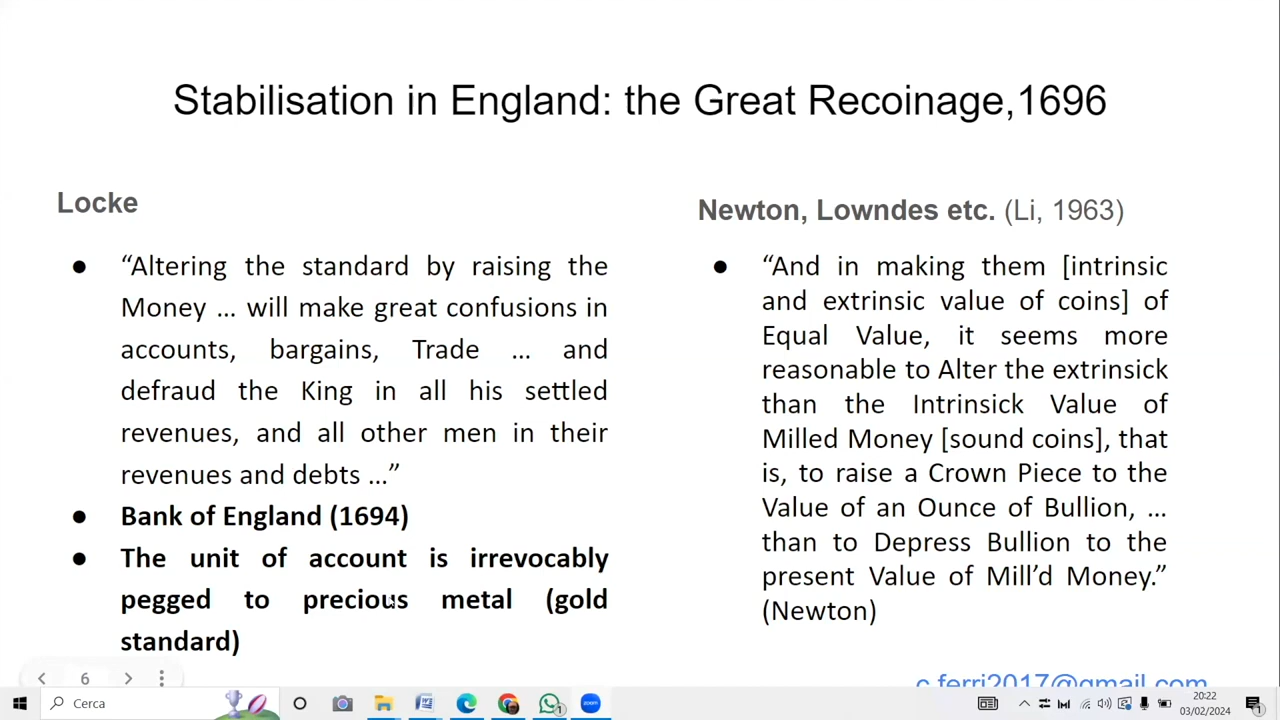 Stabilisation in England: the Great Recoinage,1696
Locke
● “Altering the standard by raising the
Money ... will make great confusions in
accounts, bargains, Trade ... and
defraud the King in all his settled
revenues, and all other men in their
revenues and debts ...”
● Bank of England (1694)
● The unit of account is irrevocably
pegged to precious metal (gold
standard)
Newton, Lowndes etc. (Li, 1963)
● “And in making them [intrinsic
and extrinsic value of coins] of
Equal Value, it seems more
reasonable to Alter the extrinsick
than the Intrinsick Value of
Milled Money [sound coins], that
is, to raise a Crown Piece to the
Value of an Ounce of Bullion, ...
than to Depress Bullion to the
present Value of Mill’d Money.”
(Newton)
c.ferri2017@gmail.com
6
Cerca
zoom
20:22
03/02/2024